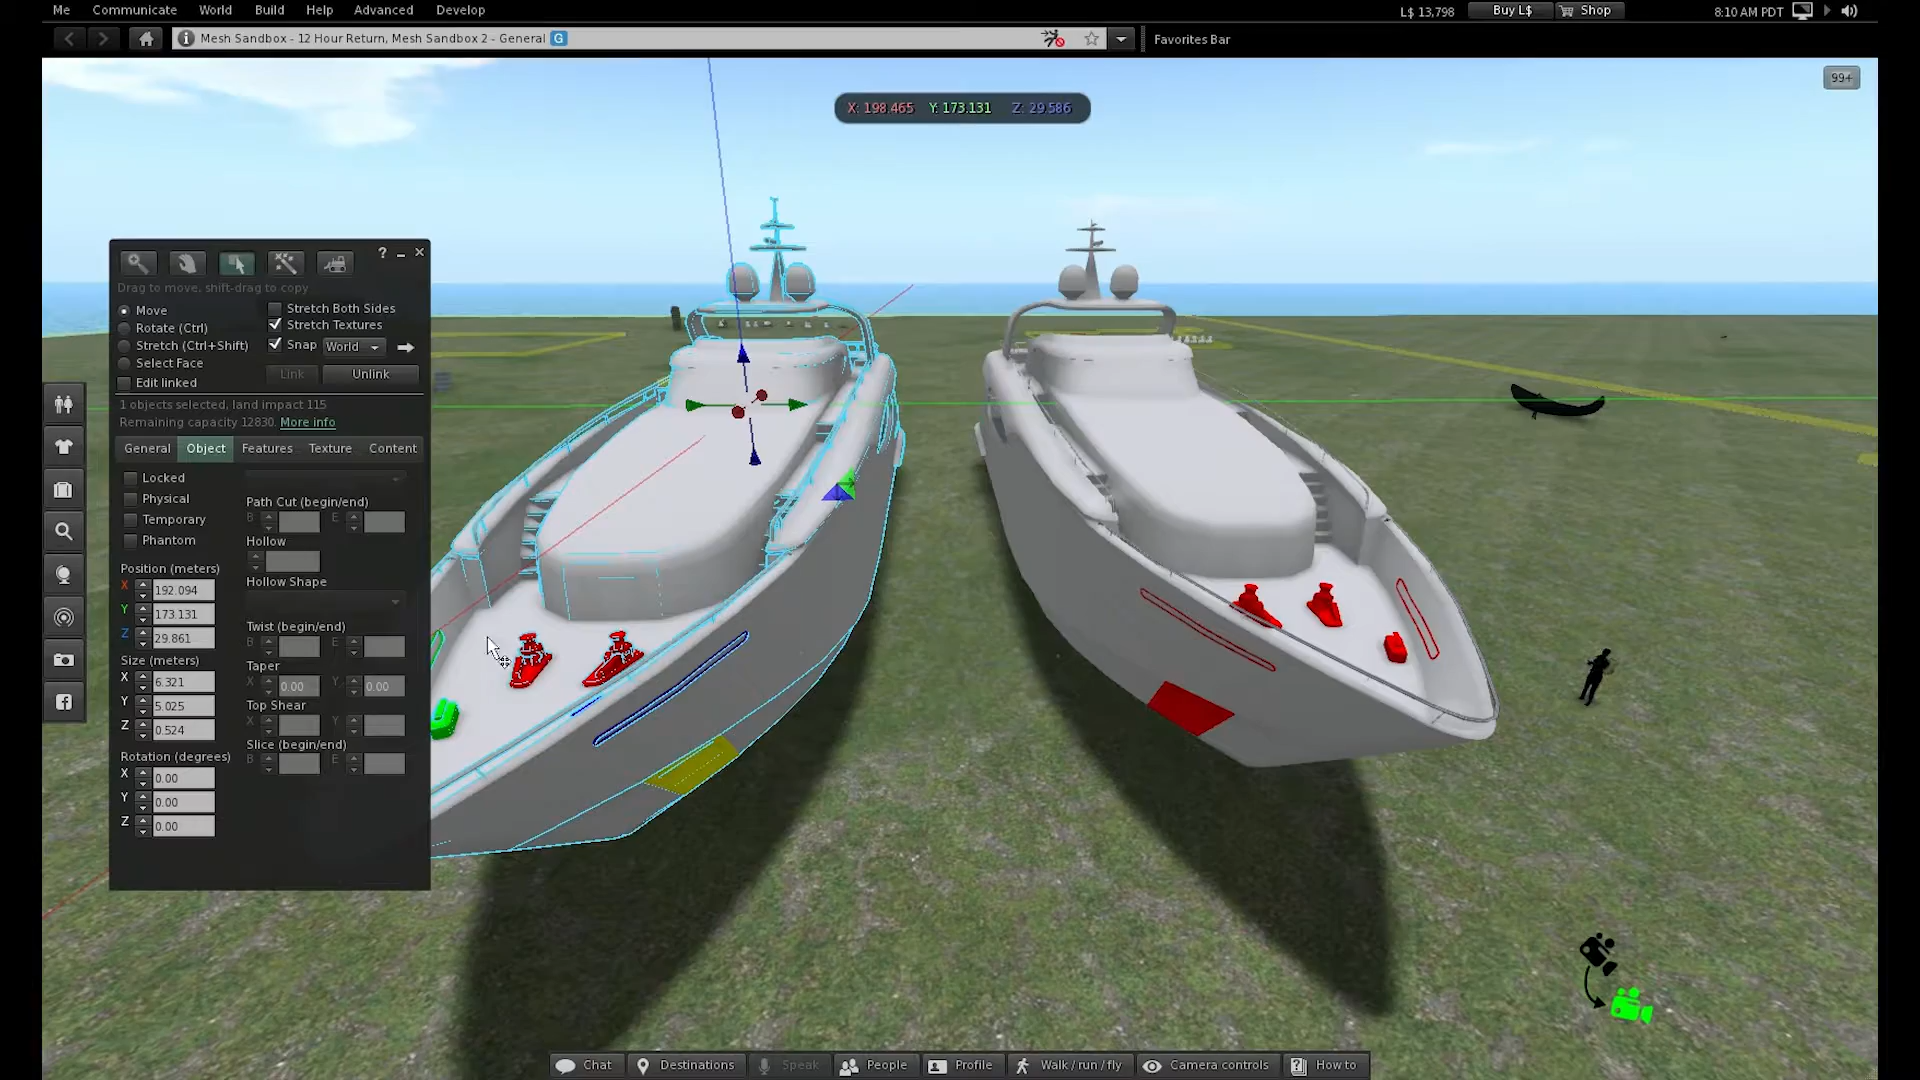 Me Communicate World Build Help Advanced Develop
L$ 13,798 Buy L$ Shop 8:10 AM PDT
Mesh Sandbox - 12 Hour Return, Mesh Sandbox 2 - General G
Favorites Bar
99+
X: 198.465 Y: 173.131 Z: 29.586
?
Drag to move, shift-drag to copy
Move
Rotate (Ctrl)
Stretch (Ctrl+Shift)
Select Face
Edit linked
Stretch Both Sides
Stretch Textures
Snap World
Link Unlink
1 objects selected, land impact 115
Remaining capacity 12830. More info
General Object Features Texture Content
Locked
Physical
Temporary
Phantom
Position (meters)
X 192.094
Y 173.131
Z 29.861
Size (meters)
X 6.321
Y 5.025
Z 0.524
Rotation (degrees)
X 0.00
Y 0.00
Z 0.00
Path Cut (begin/end)
B E
Hollow
Hollow Shape
Twist (begin/end)
B E
Taper
X 0.00 Y 0.00
Top Shear
X Y
Slice (begin/end)
B E
Chat Destinations Speak People Profile Walk / run / fly Camera controls How to